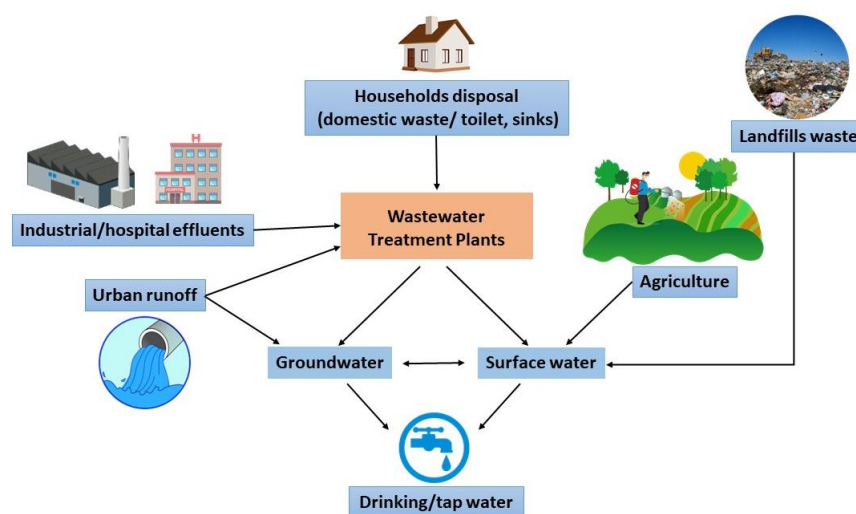 Households disposal
(domestic waste/ toilet, sinks)
Landfills waste
H
HOSPITAL
Industrial/hospital effluents
Wastewater
Treatment Plants
Urban runoff
Agriculture
Groundwater
Surface water
Drinking/tap water